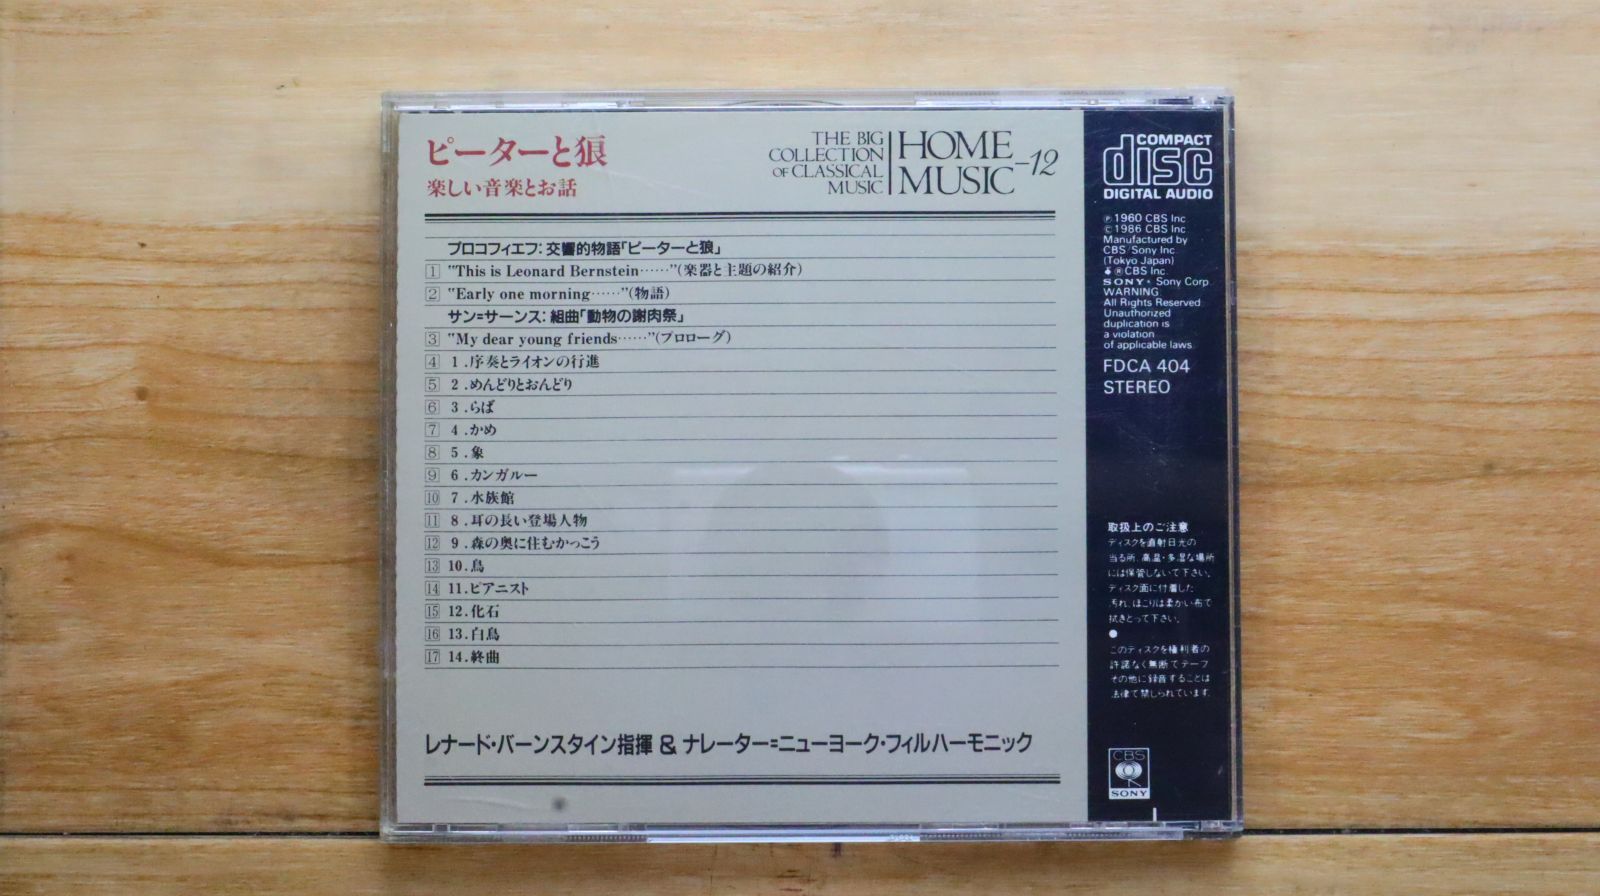 ピーターと狼
楽しい音楽とお話
THE BIG
COLLECTION
OF CLASSICAL
MUSIC
HOME
MUSIC
-12
プロコフィエフ:交響的物語「ピーターと狼」
1 "This is Leonard Bernstein……"(楽器と主題の紹介)
2 "Early one morning……"(物語)
サン=サーンス:組曲「動物の謝肉祭」
3 "My dear young friends……"(プロローグ)
4 1.序奏とライオンの行進
5 2.めんどりとおんどり
6 3.らば
7 4.かめ
8 5.象
9 6.カンガルー
10 7.水族館
11 8.耳の長い登場人物
12 9.森の奥に住むかっこう
13 10.鳥
14 11.ピアニスト
15 12.化石
16 13.白鳥
17 14.終曲
レナード・バーンスタイン指揮 & ナレーター=ニューヨーク・フィルハーモニック
COMPACT
disc
DIGITAL AUDIO
℗ 1960 CBS Inc
© 1986 CBS Inc
Manufactured by
CBS/Sony Inc.
(Tokyo Japan)
® CBS Inc.
SONY® Sony Corp
WARNING
All Rights Reserved
Unauthorized
duplication is
a violation
of applicable laws.
FDCA 404
STEREO
取扱上のご注意
ディスクを直射日光の
当る所、高温・多湿な場所
には保管しないて下さい。
ディスク面に付着した
汚れ、ほこりは柔かい布て
拭きとって下さい。
●
このディスクを権利者の
許諾なく無断てテープ
その他に録音することは
法律て禁しられています。
CBS
SONY